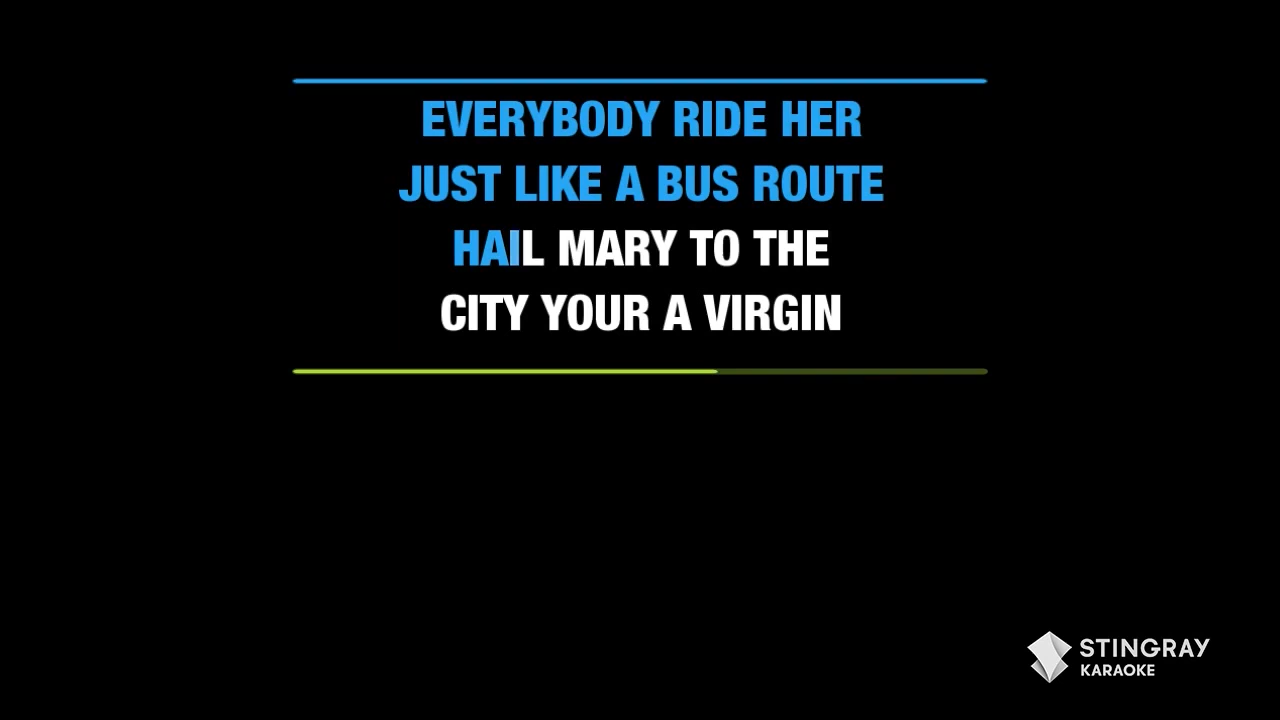 EVERYBODY RIDE HER
JUST LIKE A BUS ROUTE
HAIL MARY TO THE
CITY YOUR A VIRGIN
STINGRAY
KARAOKE